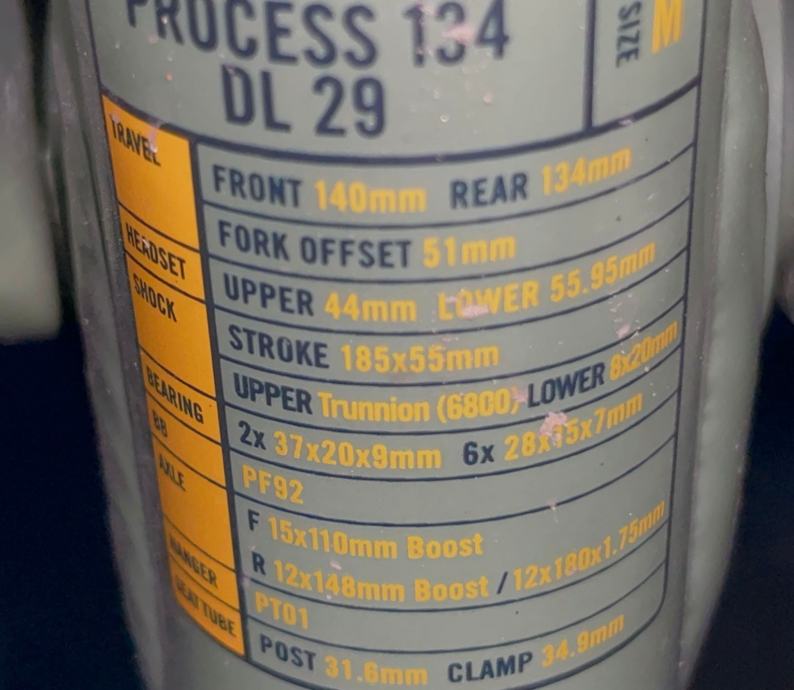 PROCESS 134
DL 29
SIZE M
TRAVEL
FRONT 140mm REAR 134mm
FORK OFFSET 51mm
HEADSET
UPPER 44mm LOWER 55.95mm
SHOCK
STROKE 185x55mm
UPPER Trunnion (6800) LOWER 8x20mm
BEARING
2x 37x20x9mm 6x 28x15x7mm
BB
PF92
AXLE
F 15x110mm Boost
R 12x148mm Boost / 12x180x1.75mm
HANGER
PT01
SEAT TUBE
POST 31.6mm CLAMP 34.9mm